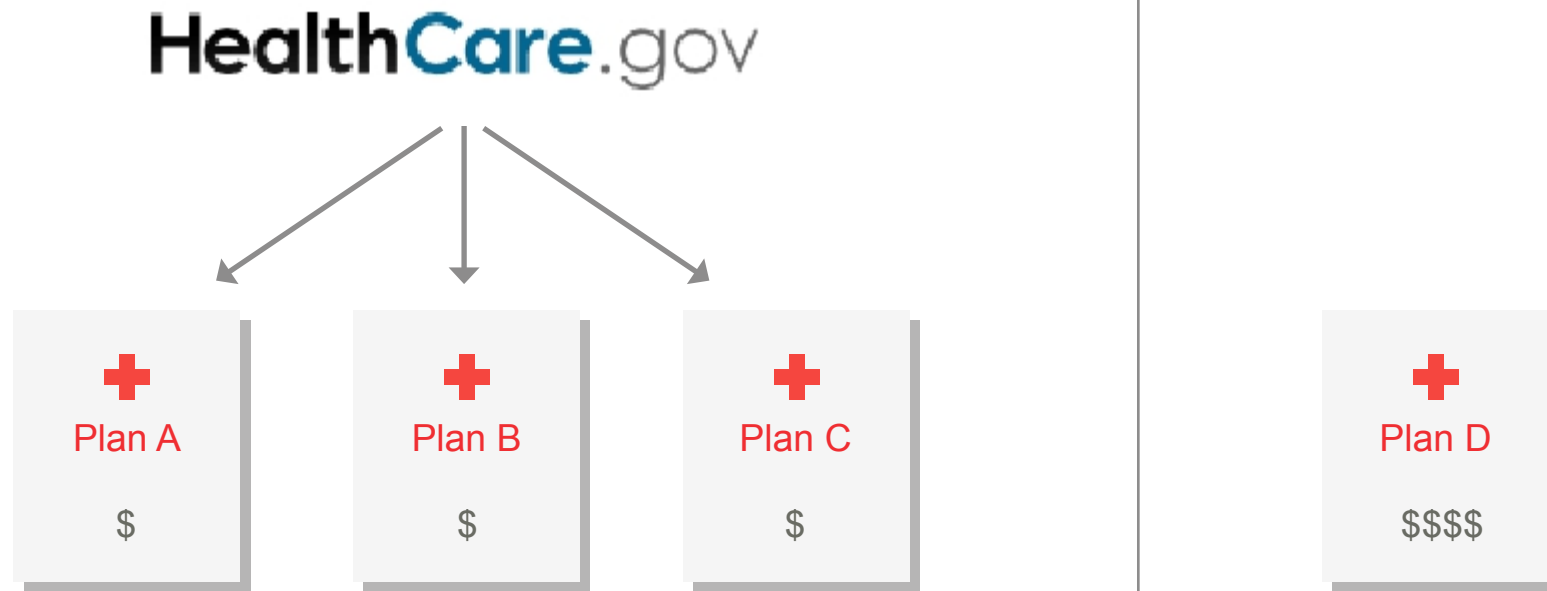 HealthCare.gov
Plan A
Plan B
Plan C
Plan D
$
$
$
$$$$